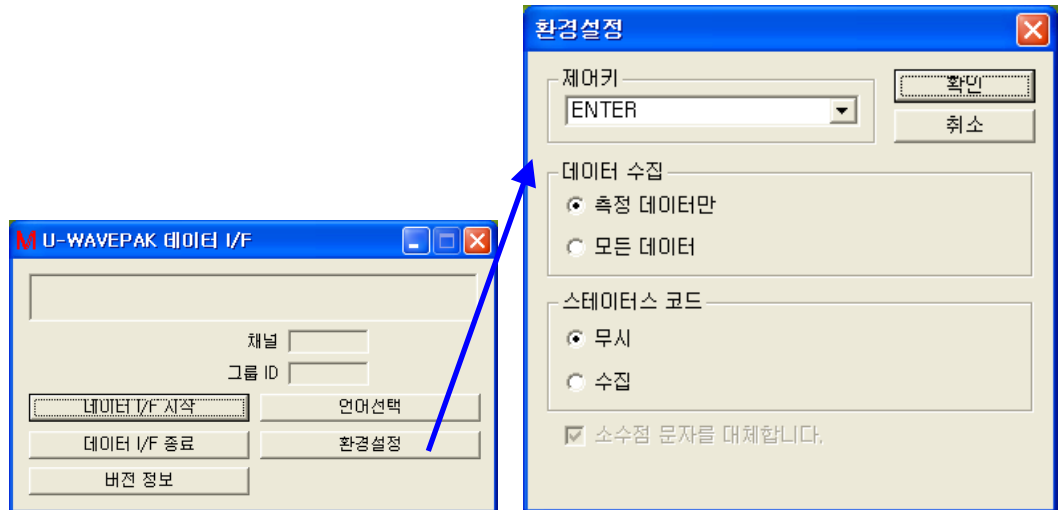 환경설정
제어키
ENTER
확인
취소
데이터 수집
측정 데이터만
모든 데이터
스테이터스 코드
무시
수집
소수점 문자를 대체합니다.
M U-WAVEPAK 데이터 I/F
채널
그룹 ID
데이터 I/F 시작
언어선택
데이터 I/F 종료
환경설정
버전 정보